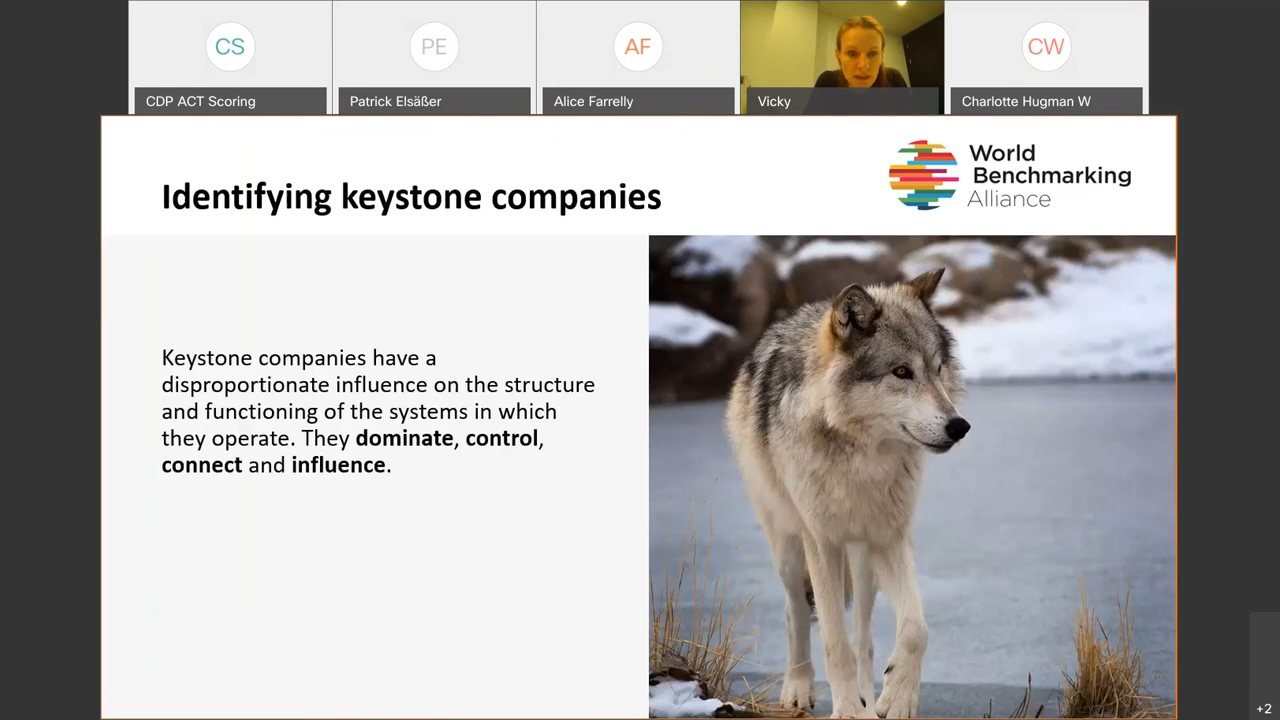 CS
PE
AF
CW
CDP ACT Scoring
Patrick Elsäßer
Alice Farrelly
Vicky
Charlotte Hugman W
World
Benchmarking
Alliance
Identifying keystone companies
Keystone companies have a
disproportionate influence on the structure
and functioning of the systems in which
they operate. They dominate, control,
connect and influence.
+2